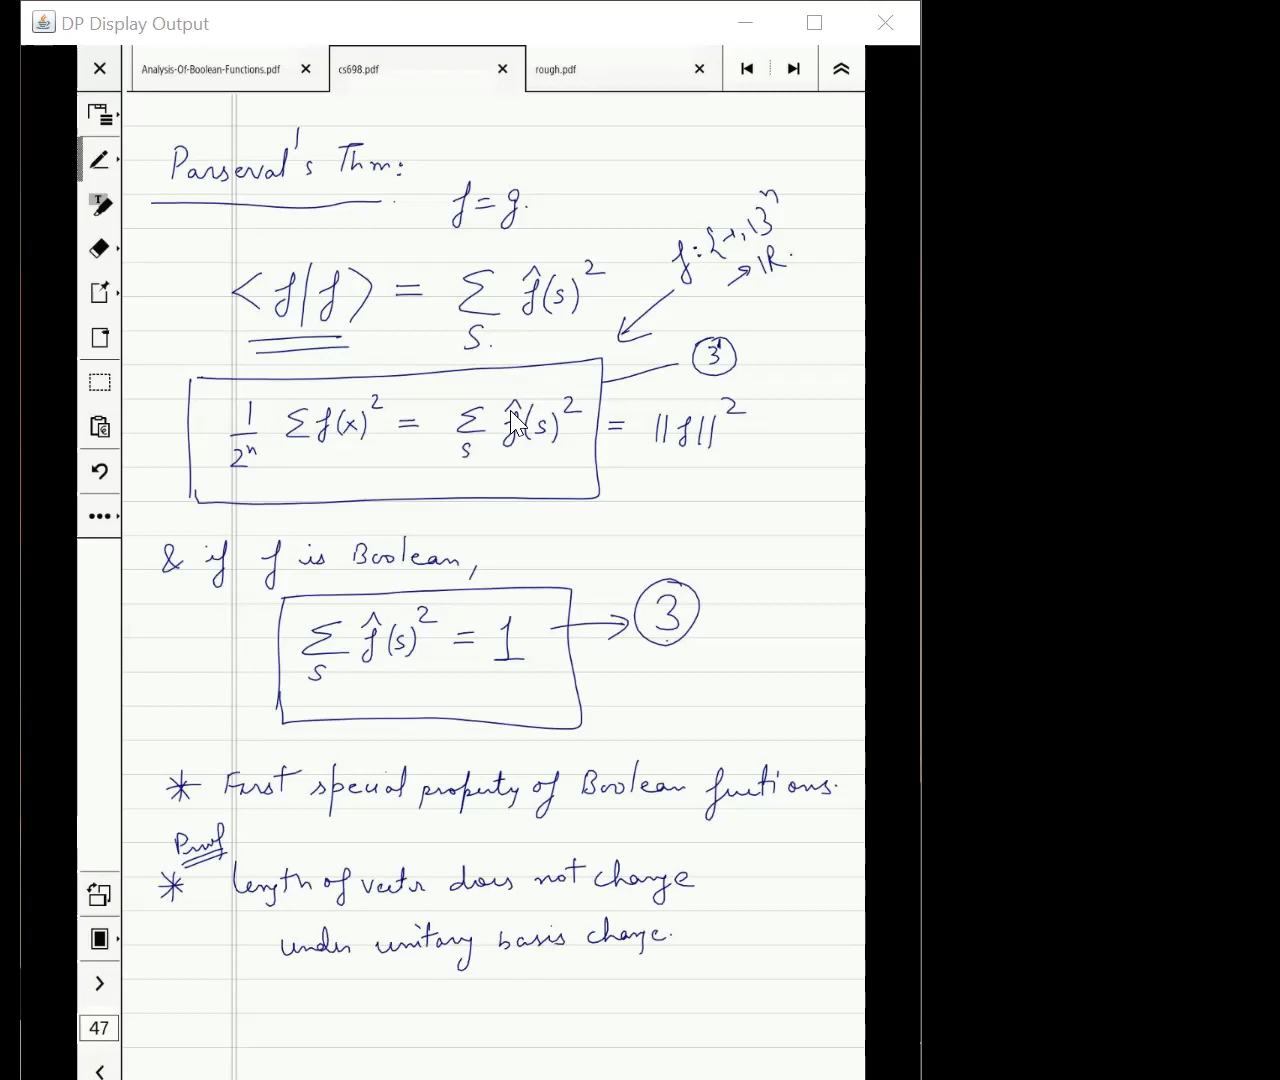 DP Display Output
Analysis-Of-Boolean-Functions.pdf
cs698.pdf
rough.pdf
Parseval's Thm:
f = g.
f: {-1,1}^n
→ IR.
<f|f> = Σ_S f̂(s)^2
3'
1/2^n Σ f(x)^2 = Σ_s f̂(s)^2 = ||f||^2
& if f is Boolean,
Σ_s f̂(s)^2 = 1 → 3
* First special property of Boolean functions.
Proof
* length of vector does not change
under unitary basis change.
47